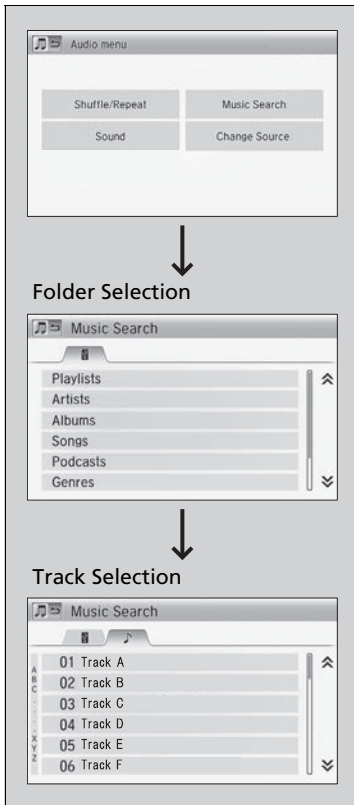 Audio menu
Shuffle/Repeat Music Search
Sound Change Source
Folder Selection
Music Search
Playlists
Artists
Albums
Songs
Podcasts
Genres
Track Selection
Music Search
A
B
C
X
Y
Z
01 Track A
02 Track B
03 Track C
04 Track D
05 Track E
06 Track F